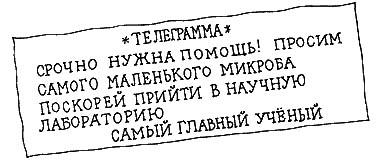 *ТЕЛЕГРАММА*
СРОЧНО НУЖНА ПОМОЩЬ! ПРОСИМ
САМОГО МАЛЕНЬКОГО МИКРОБА
ПОСКОРЕЙ ПРИЙТИ В НАУЧНУЮ
ЛАБОРАТОРИЮ
САМЫЙ ГЛАВНЫЙ УЧЁНЫЙ